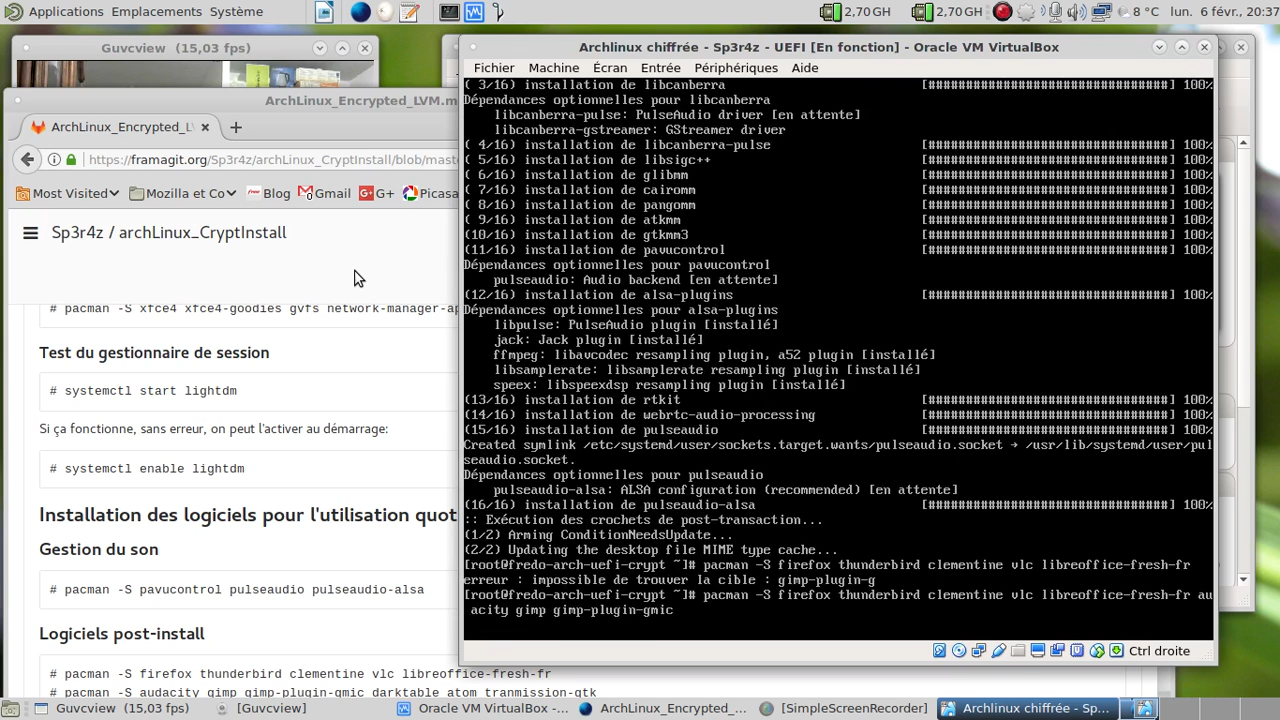 Applications Emplacements Système 2,70 GH 2,70 GH 8 °C lun. 6 févr., 20:37
Guvcview (15,03 fps)
ArchLinux_Encrypted_LVM.m
ArchLinux_Encrypted_L
https://framagit.org/Sp3r4z/archLinux_CryptInstall/blob/mast
Most Visited Mozilla et Co Blog Gmail G+ Picasa
Sp3r4z / archLinux_CryptInstall
# pacman -S xfce4 xfce4-goodies gvfs network-manager-ap
Test du gestionnaire de session
# systemctl start lightdm
Si ça fonctionne, sans erreur, on peut l'activer au démarrage:
# systemctl enable lightdm
Installation des logiciels pour l'utilisation quot
Gestion du son
# pacman -S pavucontrol pulseaudio pulseaudio-alsa
Logiciels post-install
# pacman -S firefox thunderbird clementine vlc libreoffice-fresh-fr
# pacman -S audacity gimp gimp-plugin-gmic darktable atom tranmission-gtk
Archlinux chiffrée - Sp3r4z - UEFI [En fonction] - Oracle VM VirtualBox
Fichier Machine Écran Entrée Périphériques Aide
( 3/16) installation de libcanberra [################################] 100%
Dépendances optionnelles pour libcanberra
libcanberra-pulse: PulseAudio driver [en attente]
libcanberra-gstreamer: GStreamer driver
( 4/16) installation de libcanberra-pulse [################################] 100%
( 5/16) installation de libsigc++ [################################] 100%
( 6/16) installation de glibmm [################################] 100%
( 7/16) installation de cairomm [################################] 100%
( 8/16) installation de pangomm [################################] 100%
( 9/16) installation de atkmm [################################] 100%
(10/16) installation de gtkmm3 [################################] 100%
(11/16) installation de pavucontrol [################################] 100%
Dépendances optionnelles pour pavucontrol
pulseaudio: Audio backend [en attente]
(12/16) installation de alsa-plugins [################################] 100%
Dépendances optionnelles pour alsa-plugins
libpulse: PulseAudio plugin [installé]
jack: Jack plugin [installé]
ffmpeg: libavcodec resampling plugin, a52 plugin [installé]
libsamplerate: libsamplerate resampling plugin [installé]
speex: libspeexdsp resampling plugin [installé]
(13/16) installation de rtkit [################################] 100%
(14/16) installation de webrtc-audio-processing [################################] 100%
(15/16) installation de pulseaudio [################################] 100%
Created symlink /etc/systemd/user/sockets.target.wants/pulseaudio.socket → /usr/lib/systemd/user/pul
seaudio.socket.
Dépendances optionnelles pour pulseaudio
pulseaudio-alsa: ALSA configuration (recommended) [en attente]
(16/16) installation de pulseaudio-alsa [################################] 100%
:: Exécution des crochets de post-transaction...
(1/2) Arming ConditionNeedsUpdate...
(2/2) Updating the desktop file MIME type cache...
[root@fredo-arch-uefi-crypt ~]# pacman -S firefox thunderbird clementine vlc libreoffice-fresh-fr
erreur : impossible de trouver la cible : gimp-plugin-g
[root@fredo-arch-uefi-crypt ~]# pacman -S firefox thunderbird clementine vlc libreoffice-fresh-fr au
acity gimp gimp-plugin-gmic
Ctrl droite
Guvcview (15,03 fps) [Guvcview] Oracle VM VirtualBox -... ArchLinux_Encrypted_... [SimpleScreenRecorder] Archlinux chiffrée - Sp...